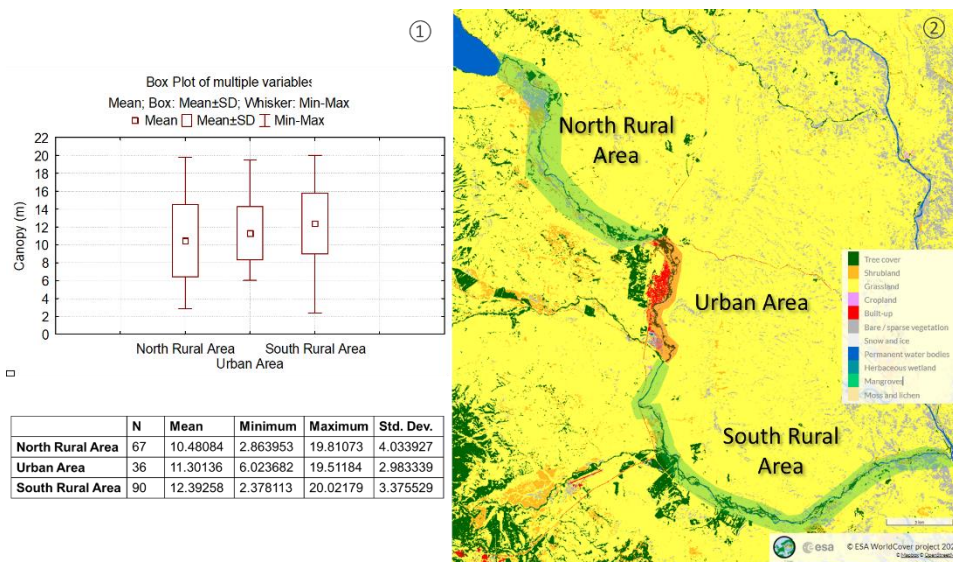 ①
Box Plot of multiple variables
Mean; Box: Mean±SD; Whisker: Min-Max
Mean Mean±SD Min-Max
22
20
18
16
14
12
10
8
6
4
2
0
Canopy (m)
North Rural Area South Rural Area
Urban Area
N Mean Minimum Maximum Std. Dev.
North Rural Area 67 10.48084 2.863953 19.81073 4.033927
Urban Area 36 11.30136 6.023682 19.51184 2.983339
South Rural Area 90 12.39258 2.378113 20.02179 3.375529
②
North Rural
Area
Urban Area
South Rural
Area
Tree cover
Shrubland
Grassland
Cropland
Built-up
Bare / sparse vegetation
Snow and ice
Permanent water bodies
Herbaceous wetland
Mangroves
Moss and lichen
esa
© ESA WorldCover project 202
© Mapbox ©